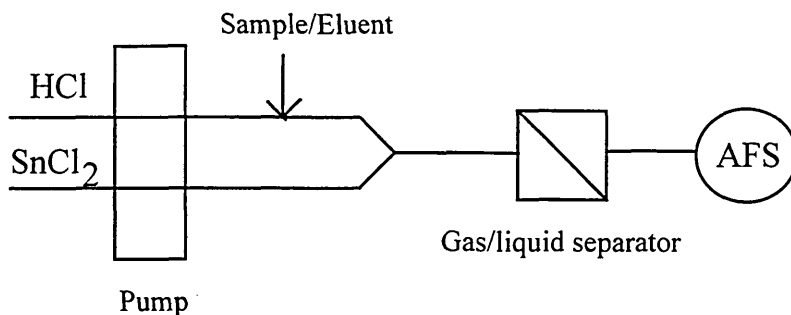 Sample/Eluent
HCl
SnCl2
AFS
Gas/liquid separator
Pump